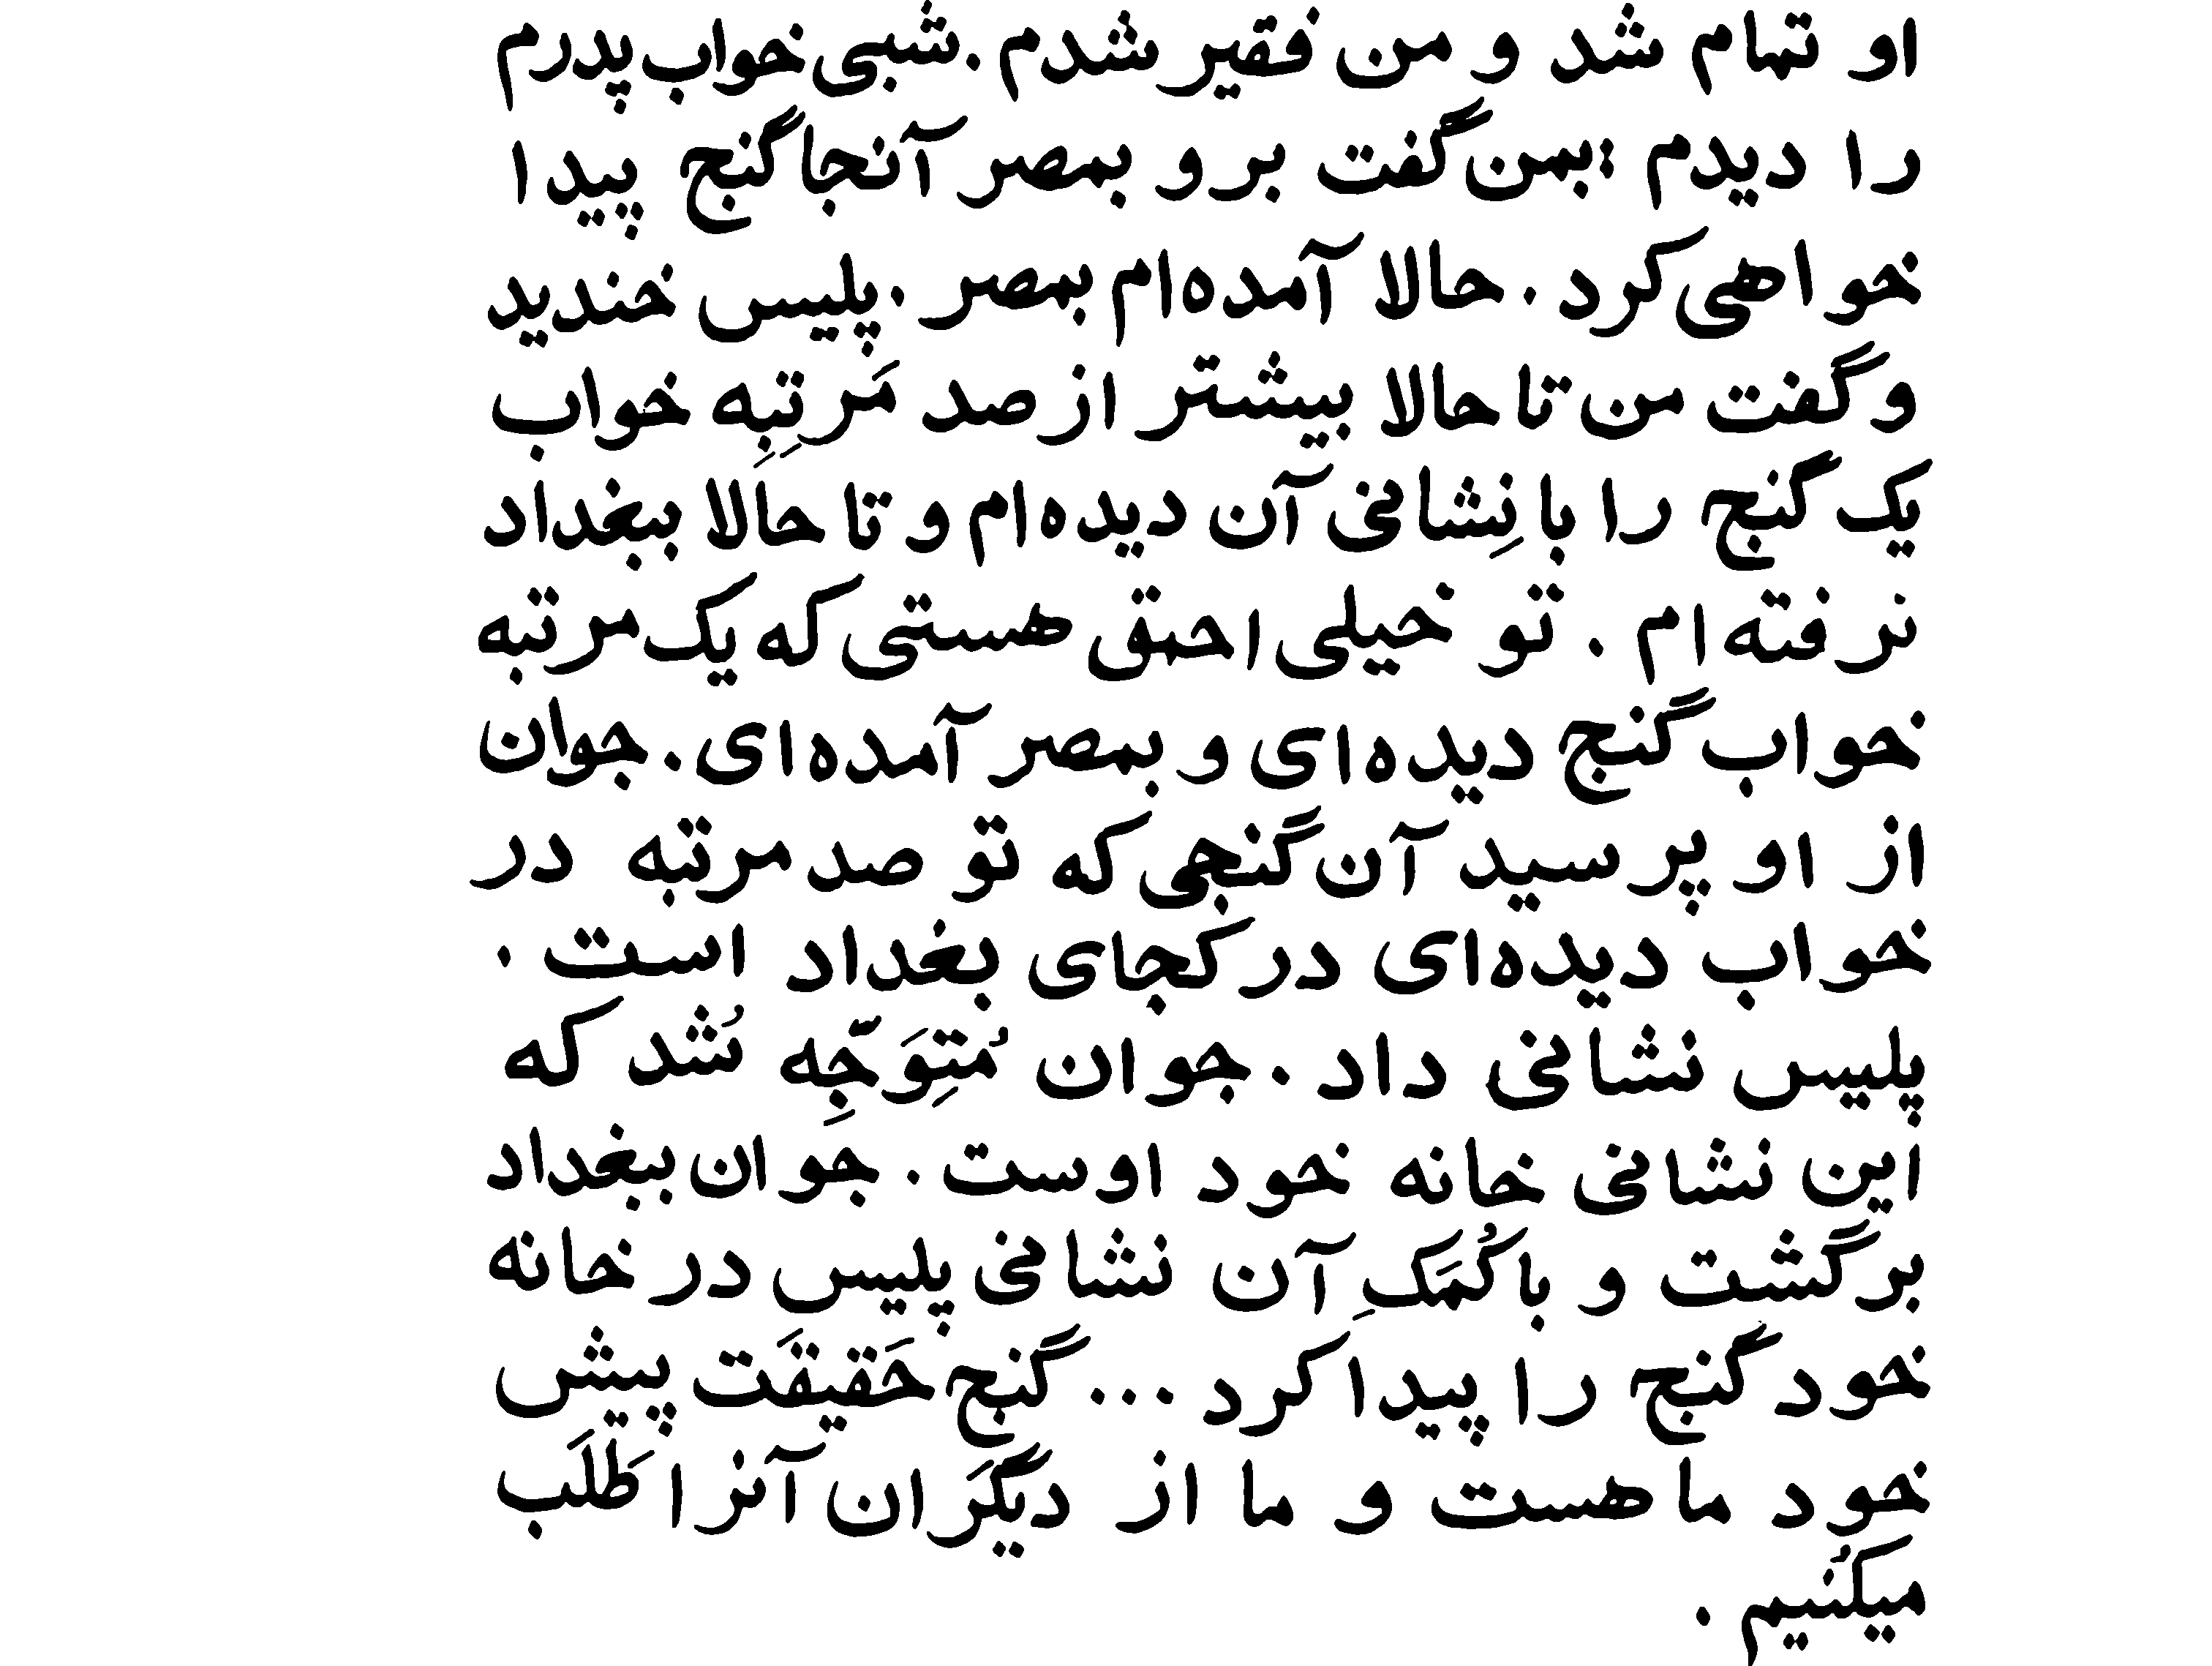 او تمام شد و من فقیر شدم . شبی خواب پدرم
را دیدم ؛ بمن گفت برو بمصر آنجا گنج پیدا
خواهی کرد . حالا آمده‌ام بمصر . پلیس خندید
و گفت من تا حالا بیشتر از صد مَرتِبِه خواب
یک گنج را با نِشانی آن دیده‌ام و تا حالا ببغداد
نرفته‌ام . تو خیلی احمق هستی که یک مرتبه
خواب گنج دیده‌ای و بمصر آمده‌ای . جوان
از او پرسید آن گنجی که تو صد مرتبه در
خواب دیده‌ای در کجای بغداد است .
پلیس نشانی داد . جوان مُتِوَجِّه شُد که
این نشانی خانه خود اوست . جوان ببغداد
برگشت و با کُمَکِ آن نشانی پلیس در خانه
خود گنج را پیدا کرد ... گنج حَقیقَت پیش
خود ما هست و ما از دیگَران آنرا طَلَب
میکُنیم .